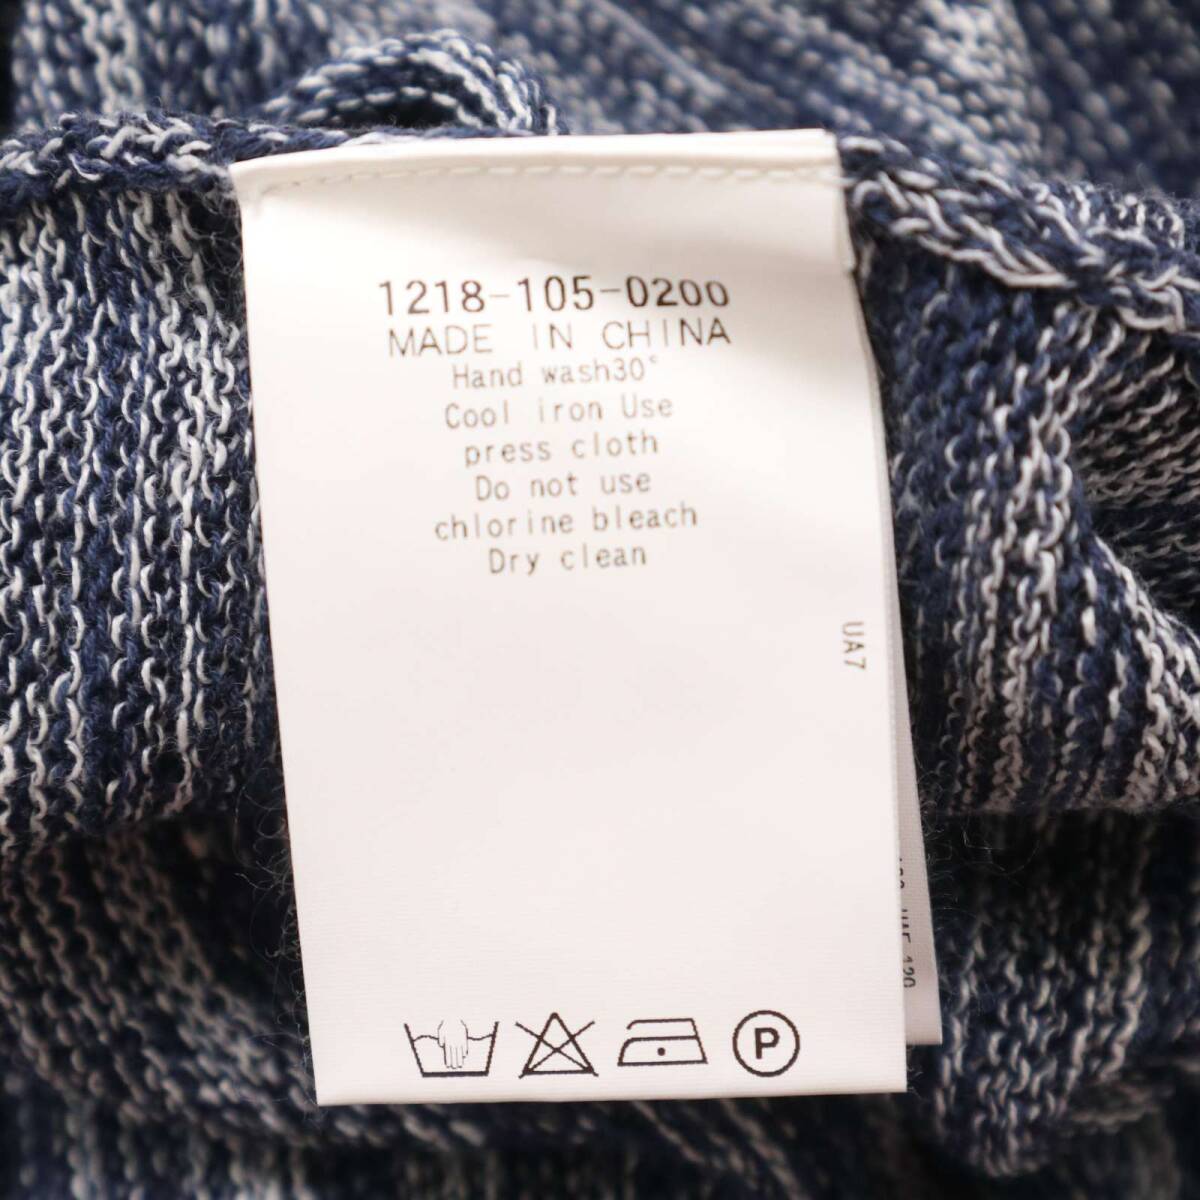 1218-105-0200
MADE IN CHINA
Hand wash30°
Cool iron Use
press cloth
Do not use
chlorine bleach
Dry clean
UA7
P